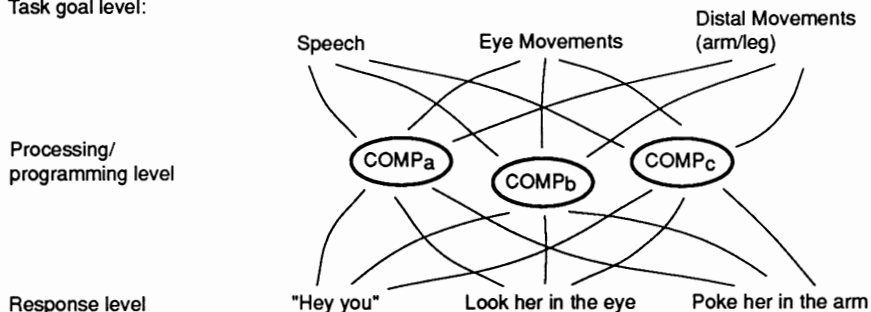 Task goal level:
Distal Movements
Speech
Eye Movements
(arm/leg)
Processing/
programming level
COMPa
COMPb
COMPc
Response level
"Hey you"
Look her in the eye
Poke her in the arm